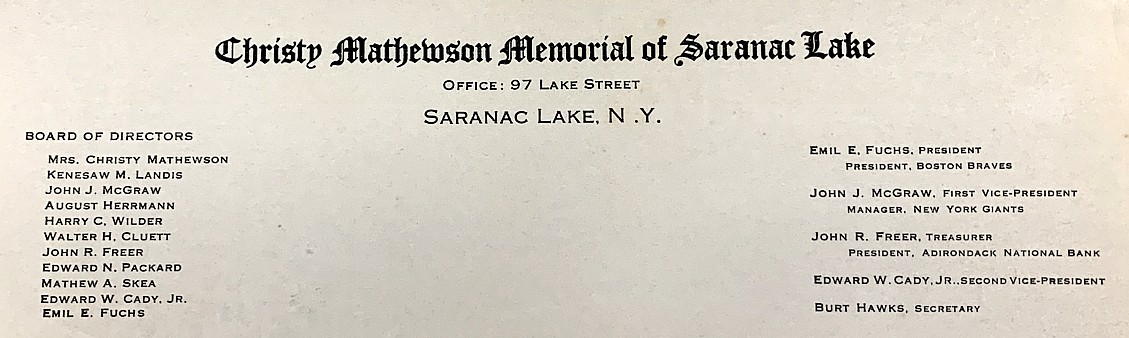 Christy Mathewson Memorial of Saranac Lake
OFFICE: 97 LAKE STREET
SARANAC LAKE, N .Y.
BOARD OF DIRECTORS
MRS. CHRISTY MATHEWSON
KENESAW M. LANDIS
JOHN J. MCGRAW
AUGUST HERRMANN
HARRY C. WILDER
WALTER H. CLUETT
JOHN R. FREER
EDWARD N. PACKARD
MATHEW A. SKEA
EDWARD W. CADY, JR.
EMIL E. FUCHS
EMIL E. FUCHS, PRESIDENT
PRESIDENT, BOSTON BRAVES
JOHN J. MCGRAW, FIRST VICE-PRESIDENT
MANAGER, NEW YORK GIANTS
JOHN R. FREER, TREASURER
PRESIDENT, ADIRONDACK NATIONAL BANK
EDWARD W. CADY, JR., SECOND VICE-PRESIDENT
BURT HAWKS, SECRETARY